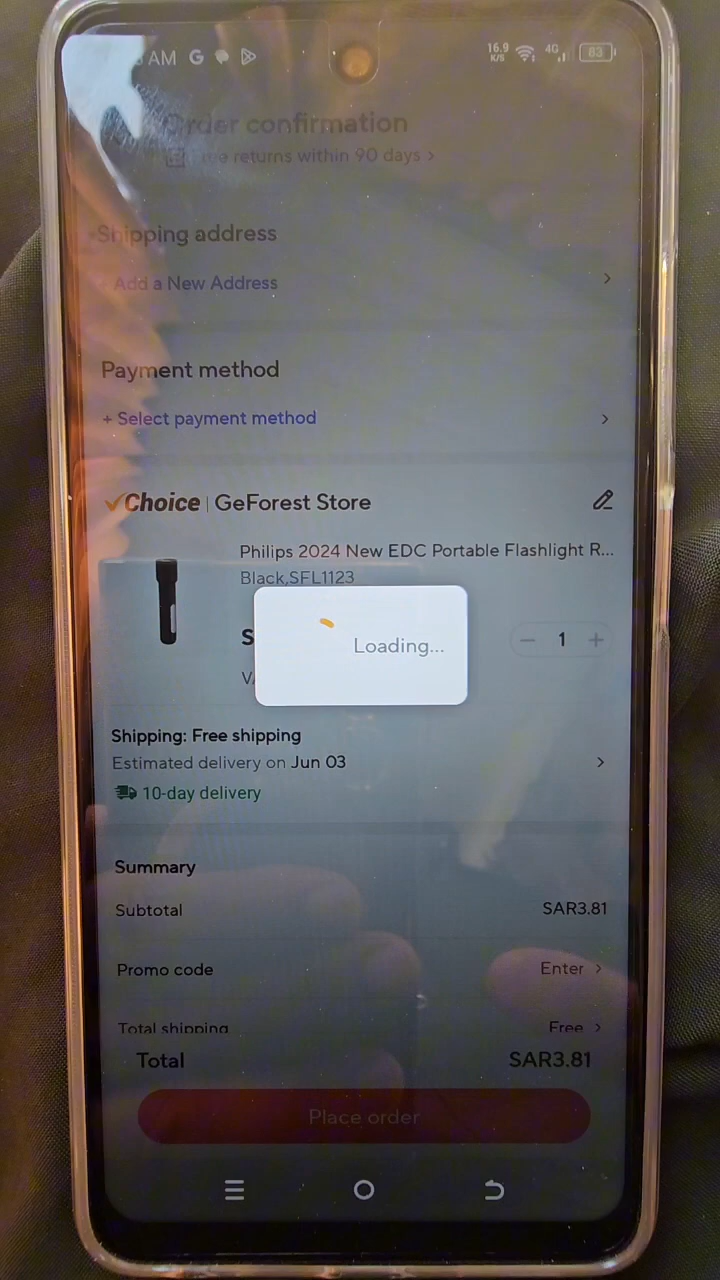 AM
16.9
K/S
4G
83
Order confirmation
returns within 90 days >
Shipping address
+ Add a New Address
Payment method
+ Select payment method
Choice | GeForest Store
Philips 2024 New EDC Portable Flashlight R...
Black,SFL1123
S
Loading...
− 1 +
Shipping: Free shipping
Estimated delivery on Jun 03
10-day delivery
Summary
Subtotal
SAR3.81
Promo code
Enter >
Total shipping
Free >
Total
SAR3.81
Place order